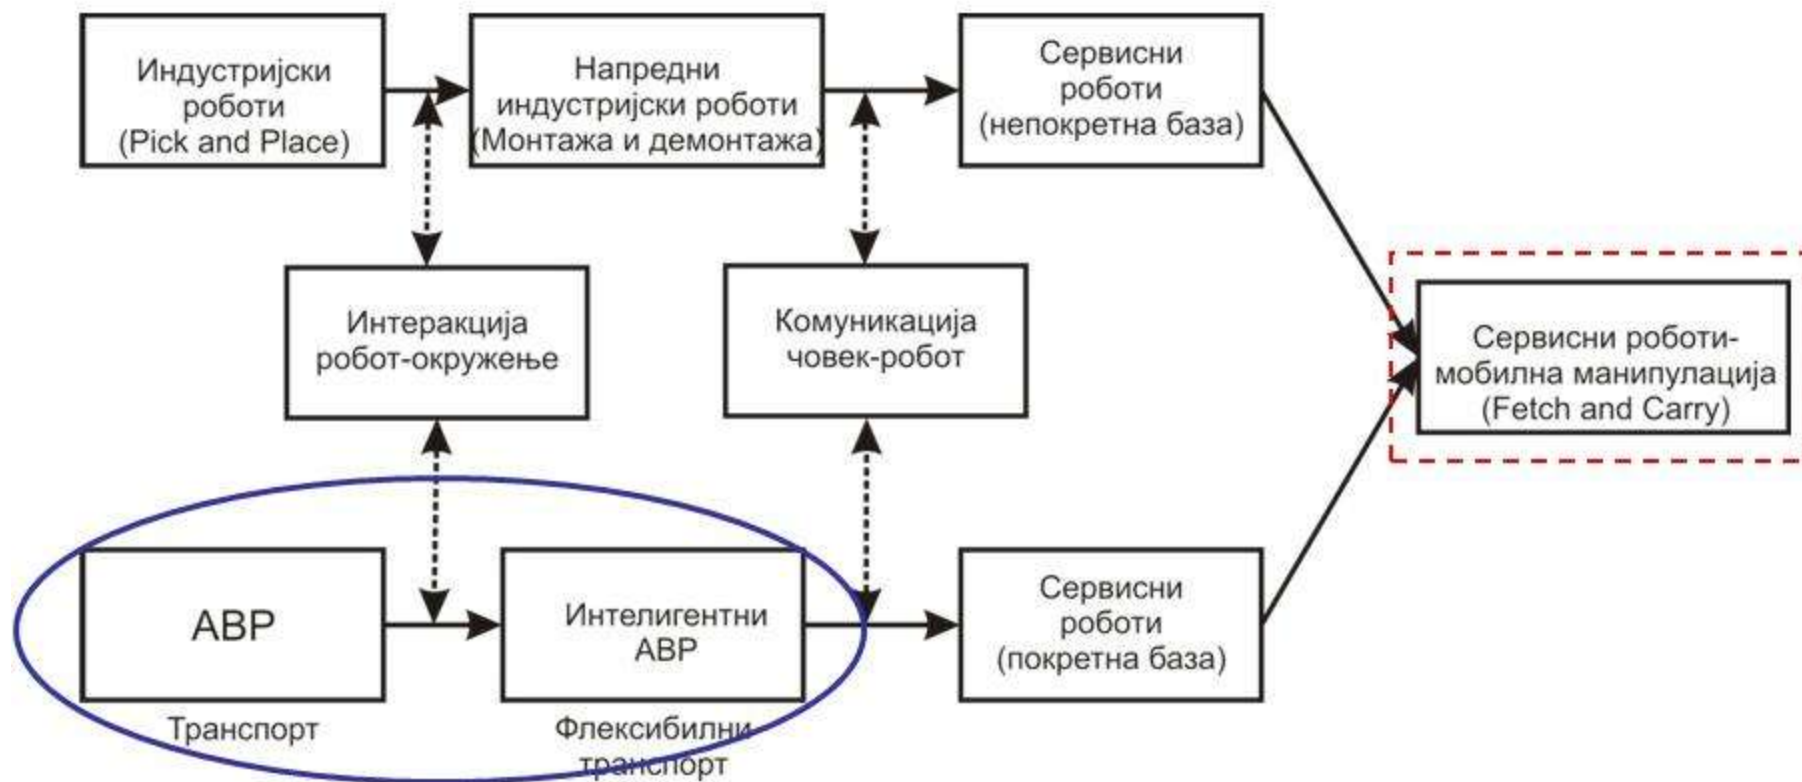 Индустријски
роботи
(Pick and Place)
Напредни
индустријски роботи
(Монтажа и демонтажа)
Сервисни
роботи
(непокретна база)
Интеракција
робот-окружење
Комуникација
човек-робот
Сервисни роботи-
мобилна манипулација
(Fetch and Carry)
АВР
Интелигентни
АВР
Сервисни
роботи
(покретна база)
Транспорт
Флексибилни
транспорт